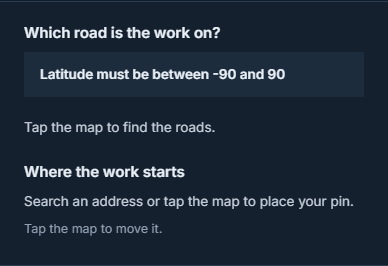 Which road is the work on?
Latitude must be between -90 and 90
Tap the map to find the roads.
Where the work starts
Search an address or tap the map to place your pin.
Tap the map to move it.